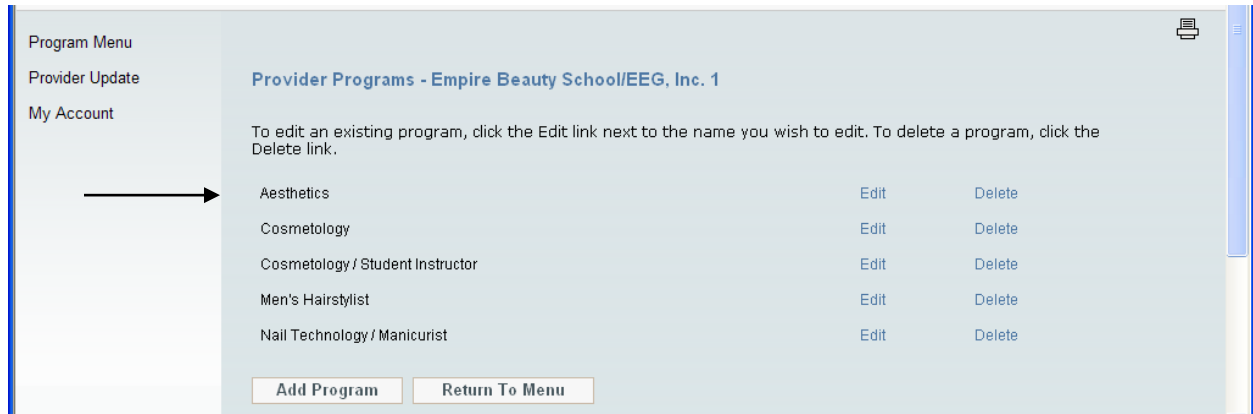 Program Menu
Provider Update
My Account
Provider Programs - Empire Beauty School/EEG, Inc. 1
To edit an existing program, click the Edit link next to the name you wish to edit. To delete a program, click the
Delete link.
Aesthetics Edit Delete
Cosmetology Edit Delete
Cosmetology / Student Instructor Edit Delete
Men's Hairstylist Edit Delete
Nail Technology / Manicurist Edit Delete
Add Program Return To Menu